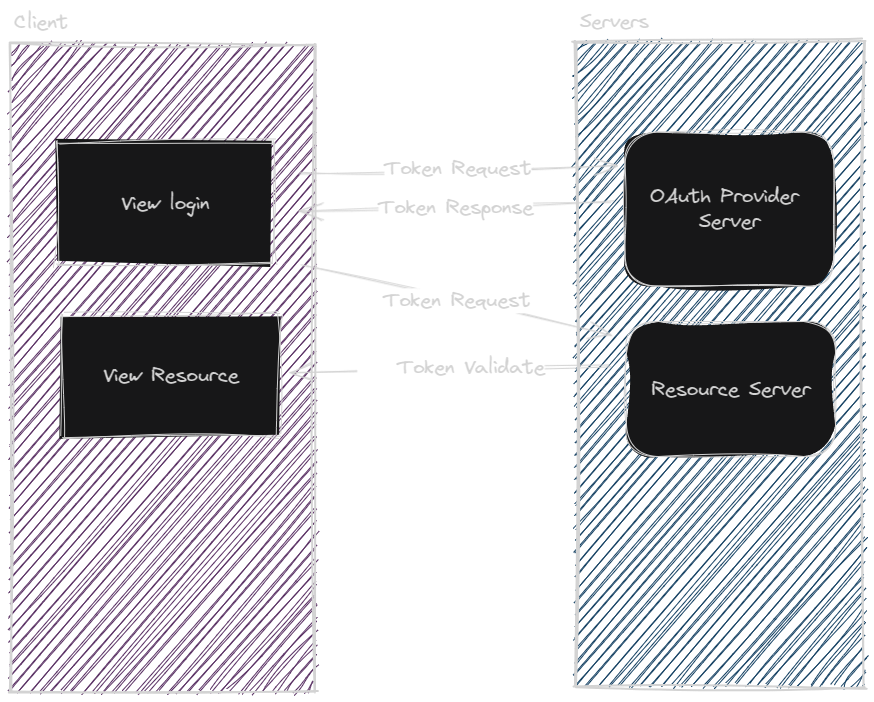 Client
Servers
View login
Token Request
OAuth Provider
Server
Token Response
Token Request
View Resource
Token Validate
Resource Server